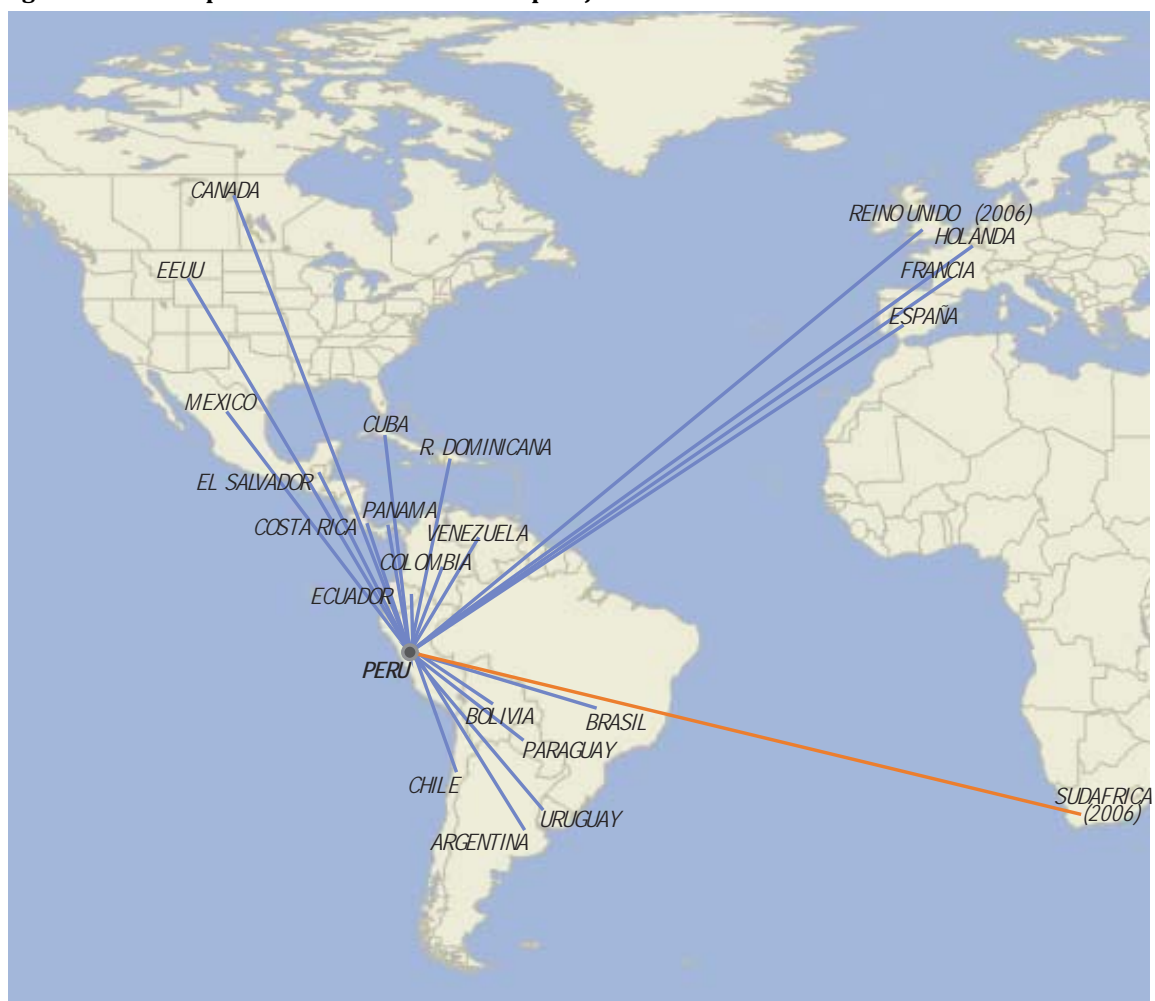 CANADA
REINO UNIDO (2006)
HOLANDA
EEUU
FRANCIA
ESPAÑA
MEXICO
CUBA
R. DOMINICANA
EL SALVADOR
PANAMA
COSTA RICA
VENEZUELA
COLOMBIA
ECUADOR
PERU
BOLIVIA
BRASIL
PARAGUAY
CHILE
SUDAFRICA
(2006)
URUGUAY
ARGENTINA